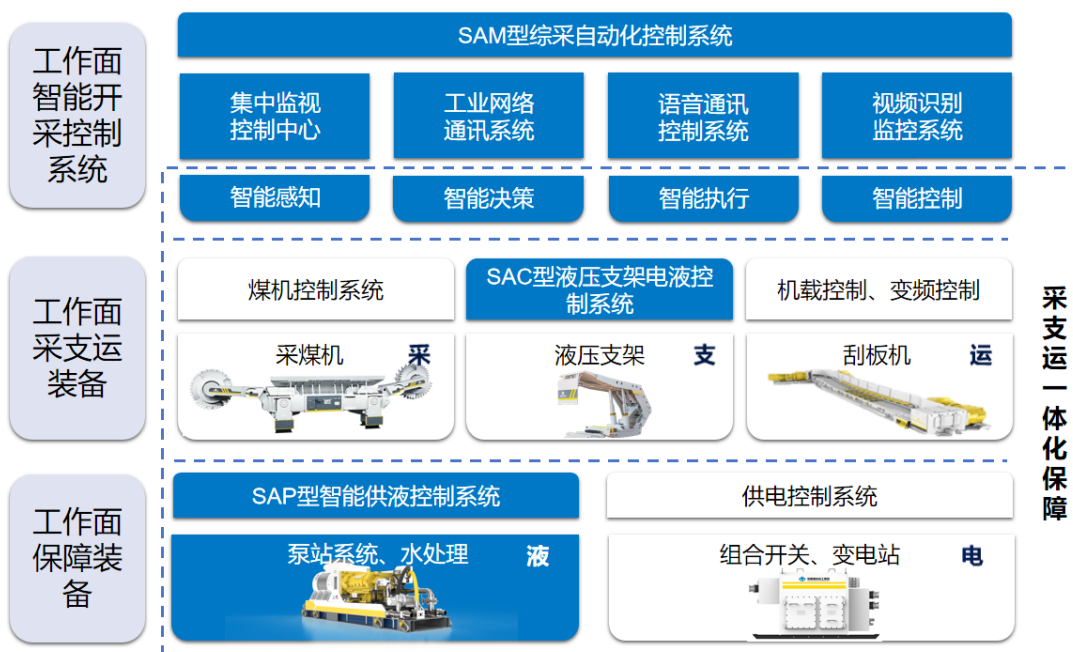 工作面
智能开
采控制
系统
SAM型综采自动化控制系统
集中监视
控制中心
工业网络
通讯系统
语音通讯
控制系统
视频识别
监控系统
智能感知
智能决策
智能执行
智能控制
工作面
采支运
装备
煤机控制系统
SAC型液压支架电液控
制系统
机载控制、变频控制
采煤机
采
液压支架
支
刮板机
运
工作面
保障装
备
SAP型智能供液控制系统
供电控制系统
泵站系统、水处理
液
组合开关、变电站
电
采支运一体化保障